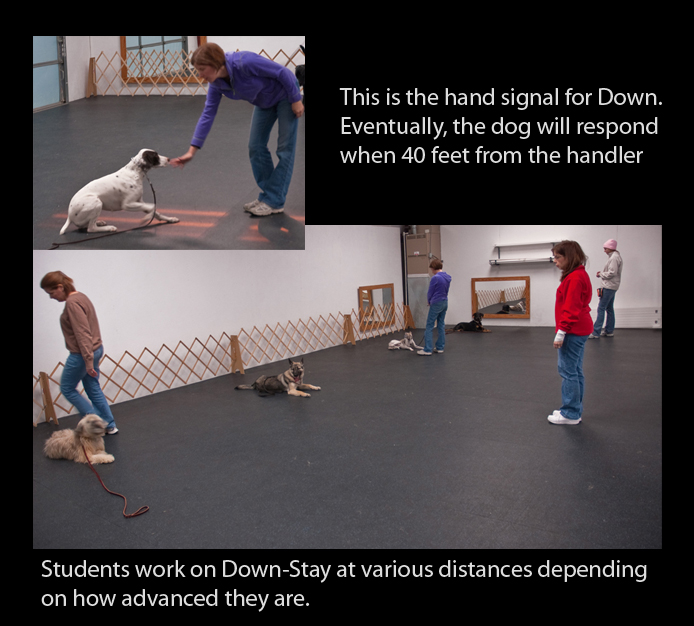 This is the hand signal for Down.
Eventually, the dog will respond
when 40 feet from the handler
Students work on Down-Stay at various distances depending
on how advanced they are.